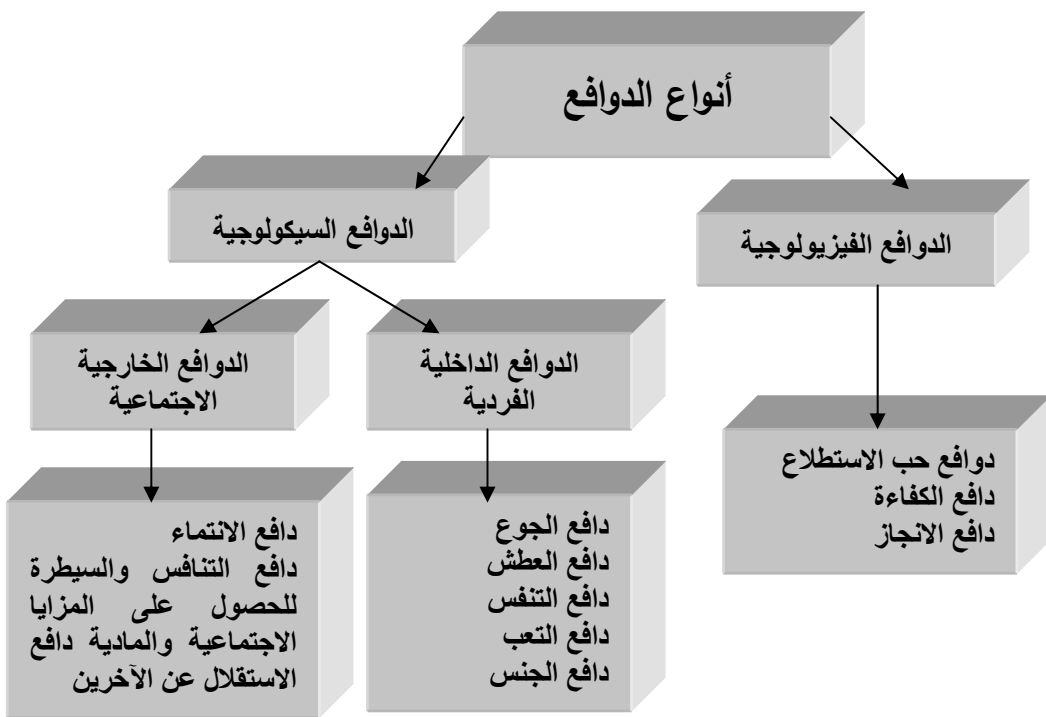 أنواع الدوافع
الدوافع الفيزيولوجية
الدوافع السيكولوجية
الدوافع الداخلية
الفردية
الدوافع الخارجية
الاجتماعية
دوافع حب الاستطلاع
دافع الكفاءة
دافع الانجاز
دافع الجوع
دافع العطش
دافع التنفس
دافع التعب
دافع الجنس
دافع الانتماء
دافع التنافس والسيطرة
للحصول على المزايا
الاجتماعية والمادية دافع
الاستقلال عن الآخرين